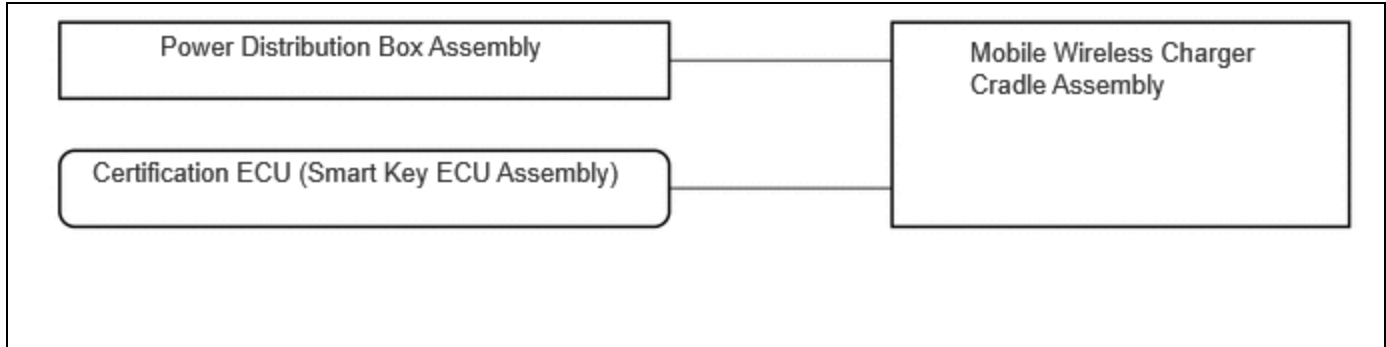 Power Distribution Box Assembly
Mobile Wireless Charger
Cradle Assembly
Certification ECU (Smart Key ECU Assembly)